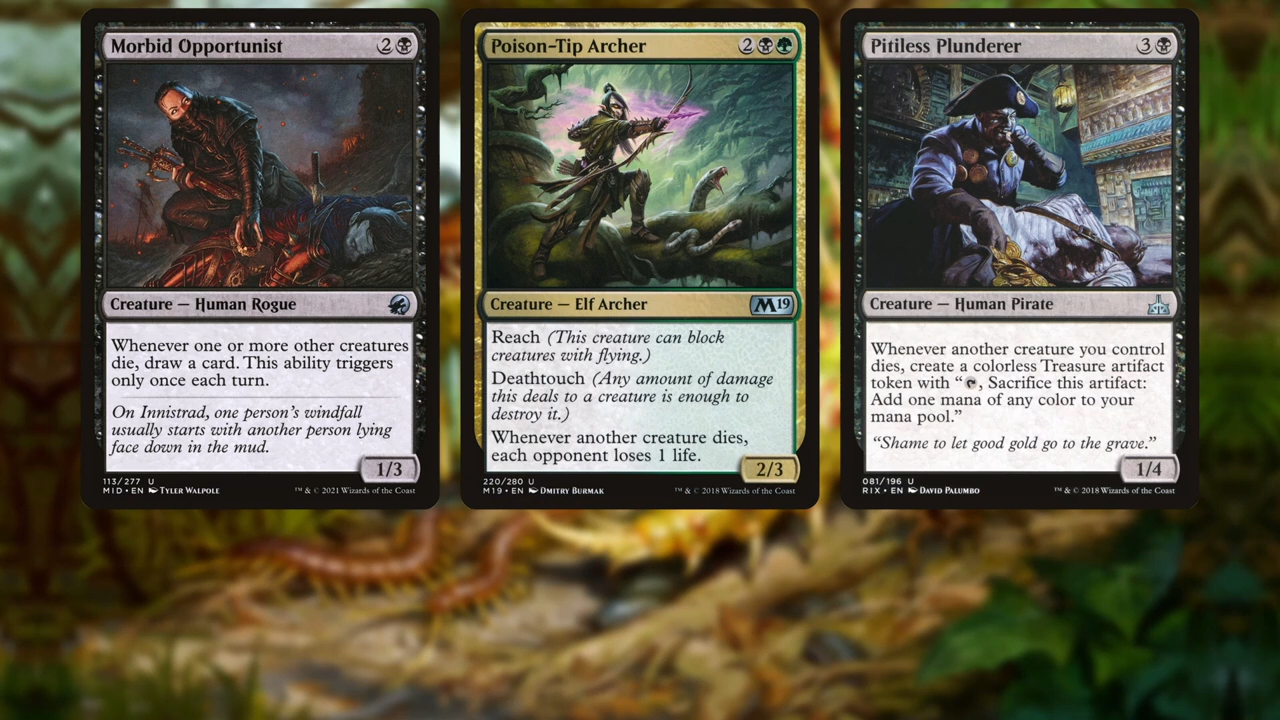 Morbid Opportunist 2
Creature — Human Rogue
Whenever one or more other creatures
die, draw a card. This ability triggers
only once each turn.
On Innistrad, one person's windfall
usually starts with another person lying
face down in the mud.
1/3
113/277 U
MID • EN TYLER WALPOLE ™ & © 2021 Wizards of the Coast
Poison-Tip Archer 2
Creature — Elf Archer M19
Reach (This creature can block
creatures with flying.)
Deathtouch (Any amount of damage
this deals to a creature is enough to
destroy it.)
Whenever another creature dies,
each opponent loses 1 life.
2/3
220/280 U
M19 • EN DMITRY BURMAK ™ & © 2018 Wizards of the Coast
Pitiless Plunderer 3
Creature — Human Pirate
Whenever another creature you control
dies, create a colorless Treasure artifact
token with “, Sacrifice this artifact:
Add one mana of any color to your
mana pool.”
“Shame to let good gold go to the grave.”
1/4
081/196 U
RIX • EN DAVID PALUMBO ™ & © 2018 Wizards of the Coast